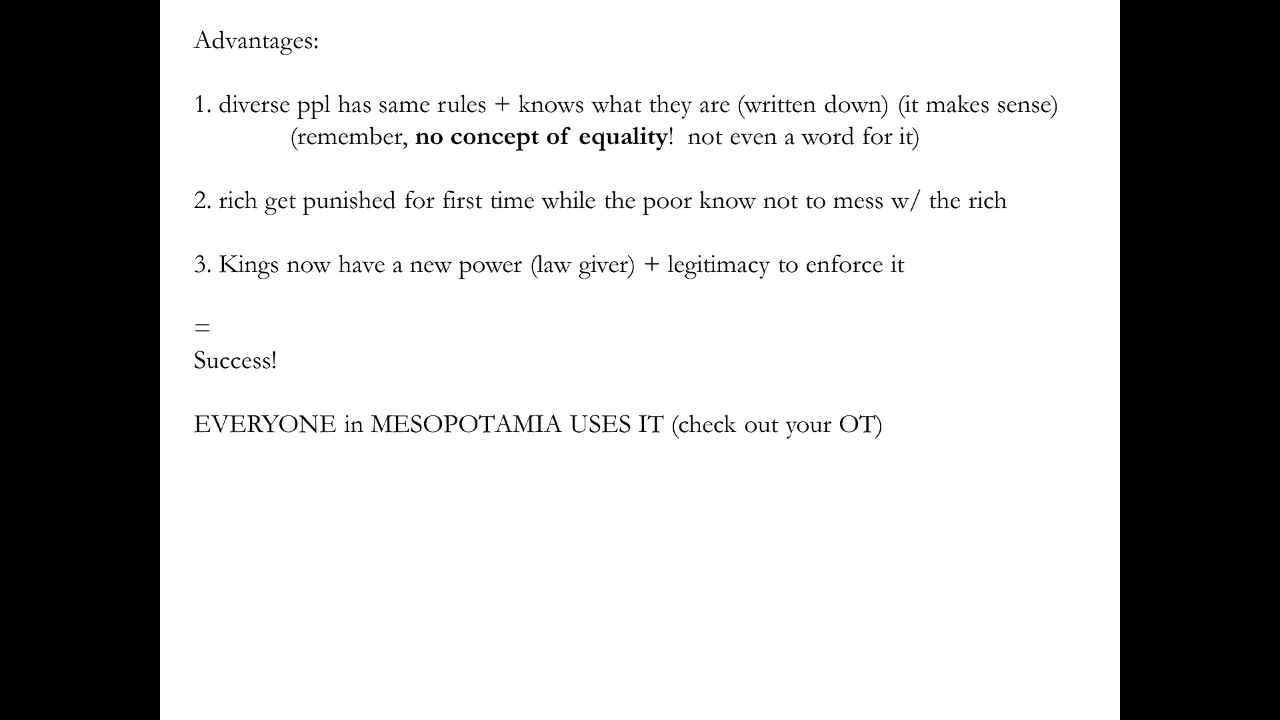 Advantages:
1. diverse ppl has same rules + knows what they are (written down) (it makes sense)
(remember, no concept of equality!  not even a word for it)
2. rich get punished for first time while the poor know not to mess w/ the rich
3. Kings now have a new power (law giver) + legitimacy to enforce it
=
Success!
EVERYONE in MESOPOTAMIA USES IT (check out your OT)